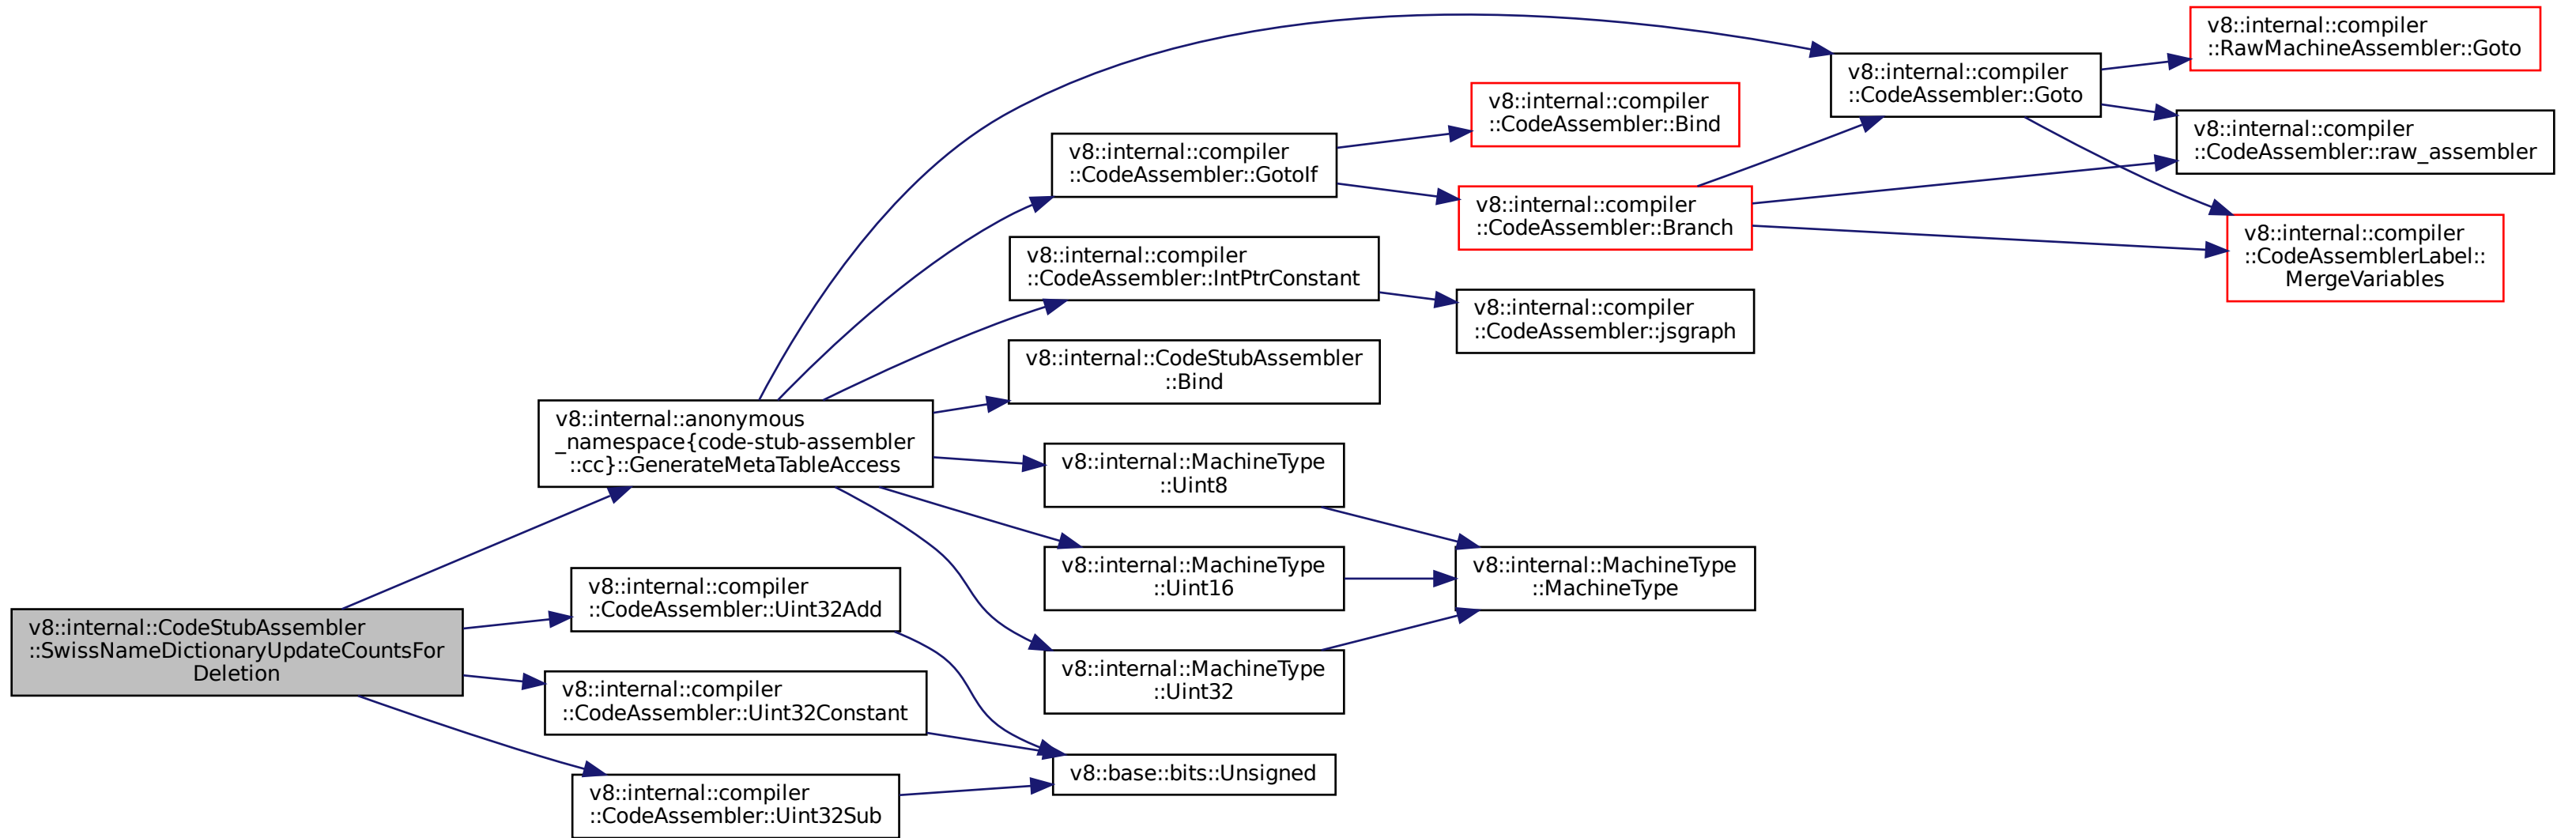 v8::internal::CodeStubAssembler
::SwissNameDictionaryUpdateCountsFor
Deletion
v8::internal::anonymous
_namespace{code-stub-assembler
::cc}::GenerateMetaTableAccess
v8::internal::compiler
::CodeAssembler::Uint32Add
v8::internal::compiler
::CodeAssembler::Uint32Constant
v8::internal::compiler
::CodeAssembler::Uint32Sub
v8::internal::compiler
::CodeAssembler::GotoIf
v8::internal::compiler
::CodeAssembler::IntPtrConstant
v8::internal::CodeStubAssembler
::Bind
v8::internal::MachineType
::Uint8
v8::internal::MachineType
::Uint16
v8::internal::MachineType
::Uint32
v8::base::bits::Unsigned
v8::internal::compiler
::CodeAssembler::Bind
v8::internal::compiler
::CodeAssembler::Branch
v8::internal::compiler
::CodeAssembler::jsgraph
v8::internal::MachineType
::MachineType
v8::internal::compiler
::CodeAssembler::Goto
v8::internal::compiler
::RawMachineAssembler::Goto
v8::internal::compiler
::CodeAssembler::raw_assembler
v8::internal::compiler
::CodeAssemblerLabel::
MergeVariables